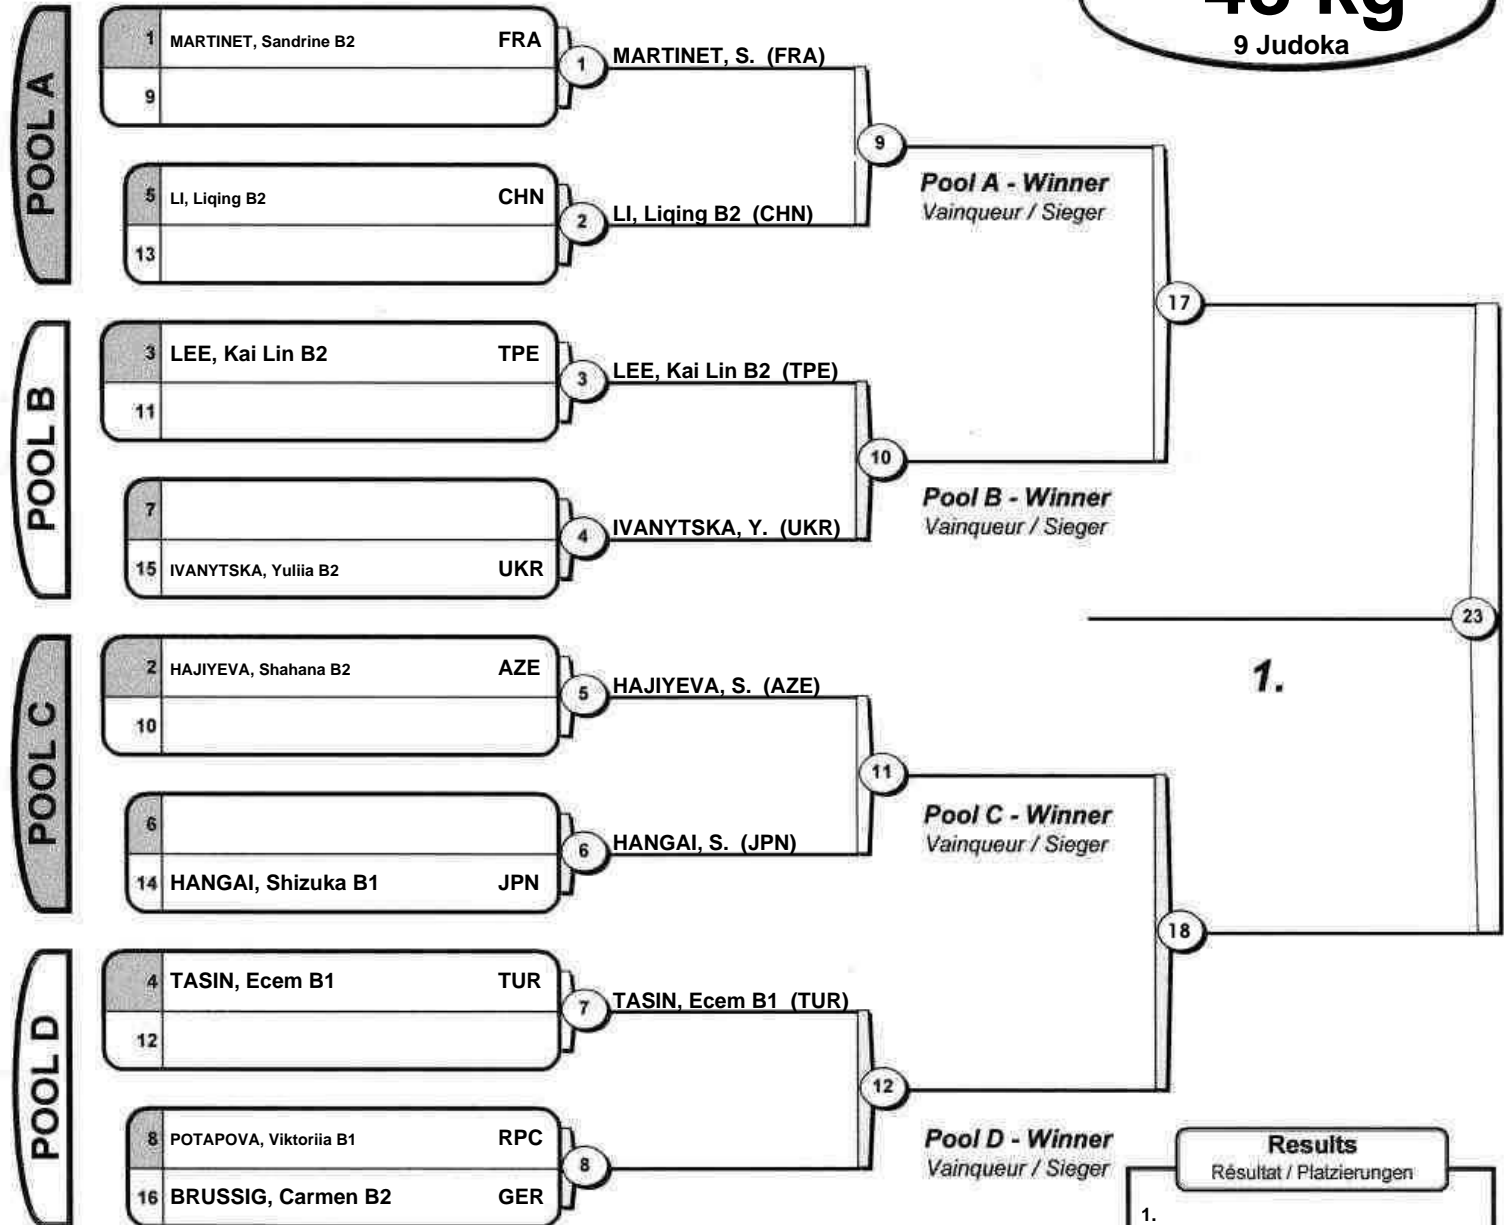 48 kg
9 Judoka
POOL A
1 MARTINET, Sandrine B2 FRA
9
1
MARTINET, S. (FRA)
5 LI, Liqing B2 CHN
13
2
LI, Liqing B2 (CHN)
9
Pool A - Winner
Vainqueur / Sieger
POOL B
3 LEE, Kai Lin B2 TPE
11
3
LEE, Kai Lin B2 (TPE)
7
15 IVANYTSKA, Yuliia B2 UKR
4
IVANYTSKA, Y. (UKR)
10
Pool B - Winner
Vainqueur / Sieger
17
POOL C
2 HAJIYEVA, Shahana B2 AZE
10
5
HAJIYEVA, S. (AZE)
6
14 HANGAI, Shizuka B1 JPN
6
HANGAI, S. (JPN)
11
Pool C - Winner
Vainqueur / Sieger
POOL D
4 TASIN, Ecem B1 TUR
12
7
TASIN, Ecem B1 (TUR)
8 POTAPOVA, Viktoriia B1 RPC
16 BRUSSIG, Carmen B2 GER
8
12
Pool D - Winner
Vainqueur / Sieger
18
23
1.
Results
Résultat / Platzierungen
1.